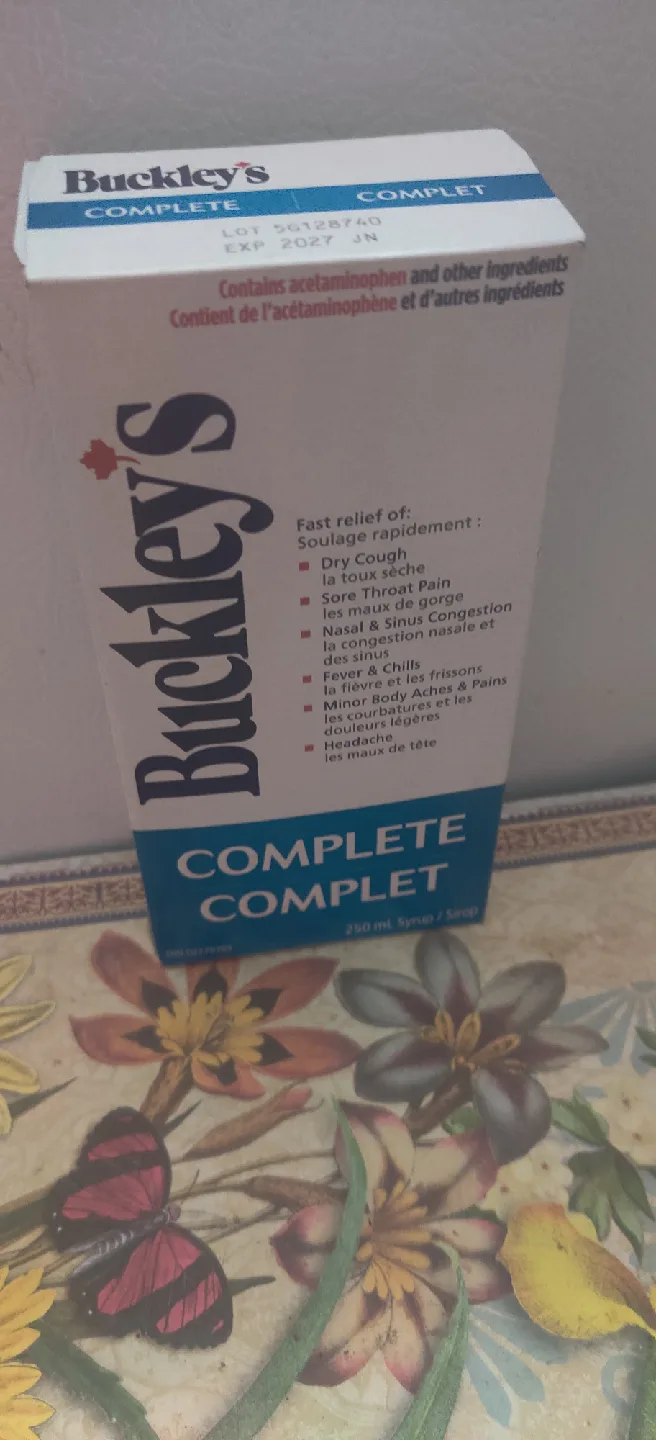 Buckley's
COMPLETE COMPLET
LOT 5G128740
EXP 2027 JN
Contains acetaminophen and other Ingredients
Contient de l'acétaminophène et d'autres ingrédients
Buckley's
Fast relief of:
Soulage rapidement :
Dry Cough
la toux sèche
Sore Throat Pain
les maux de gorge
Nasal & Sinus Congestion
la congestion nasale et
des sinus
Fever & Chills
la fièvre et les frissons
Minor Body Aches & Pains
les courbatures et les
douleurs légères
Headache
les maux de tête
COMPLETE
COMPLET
250 mL Syrup / Sirop